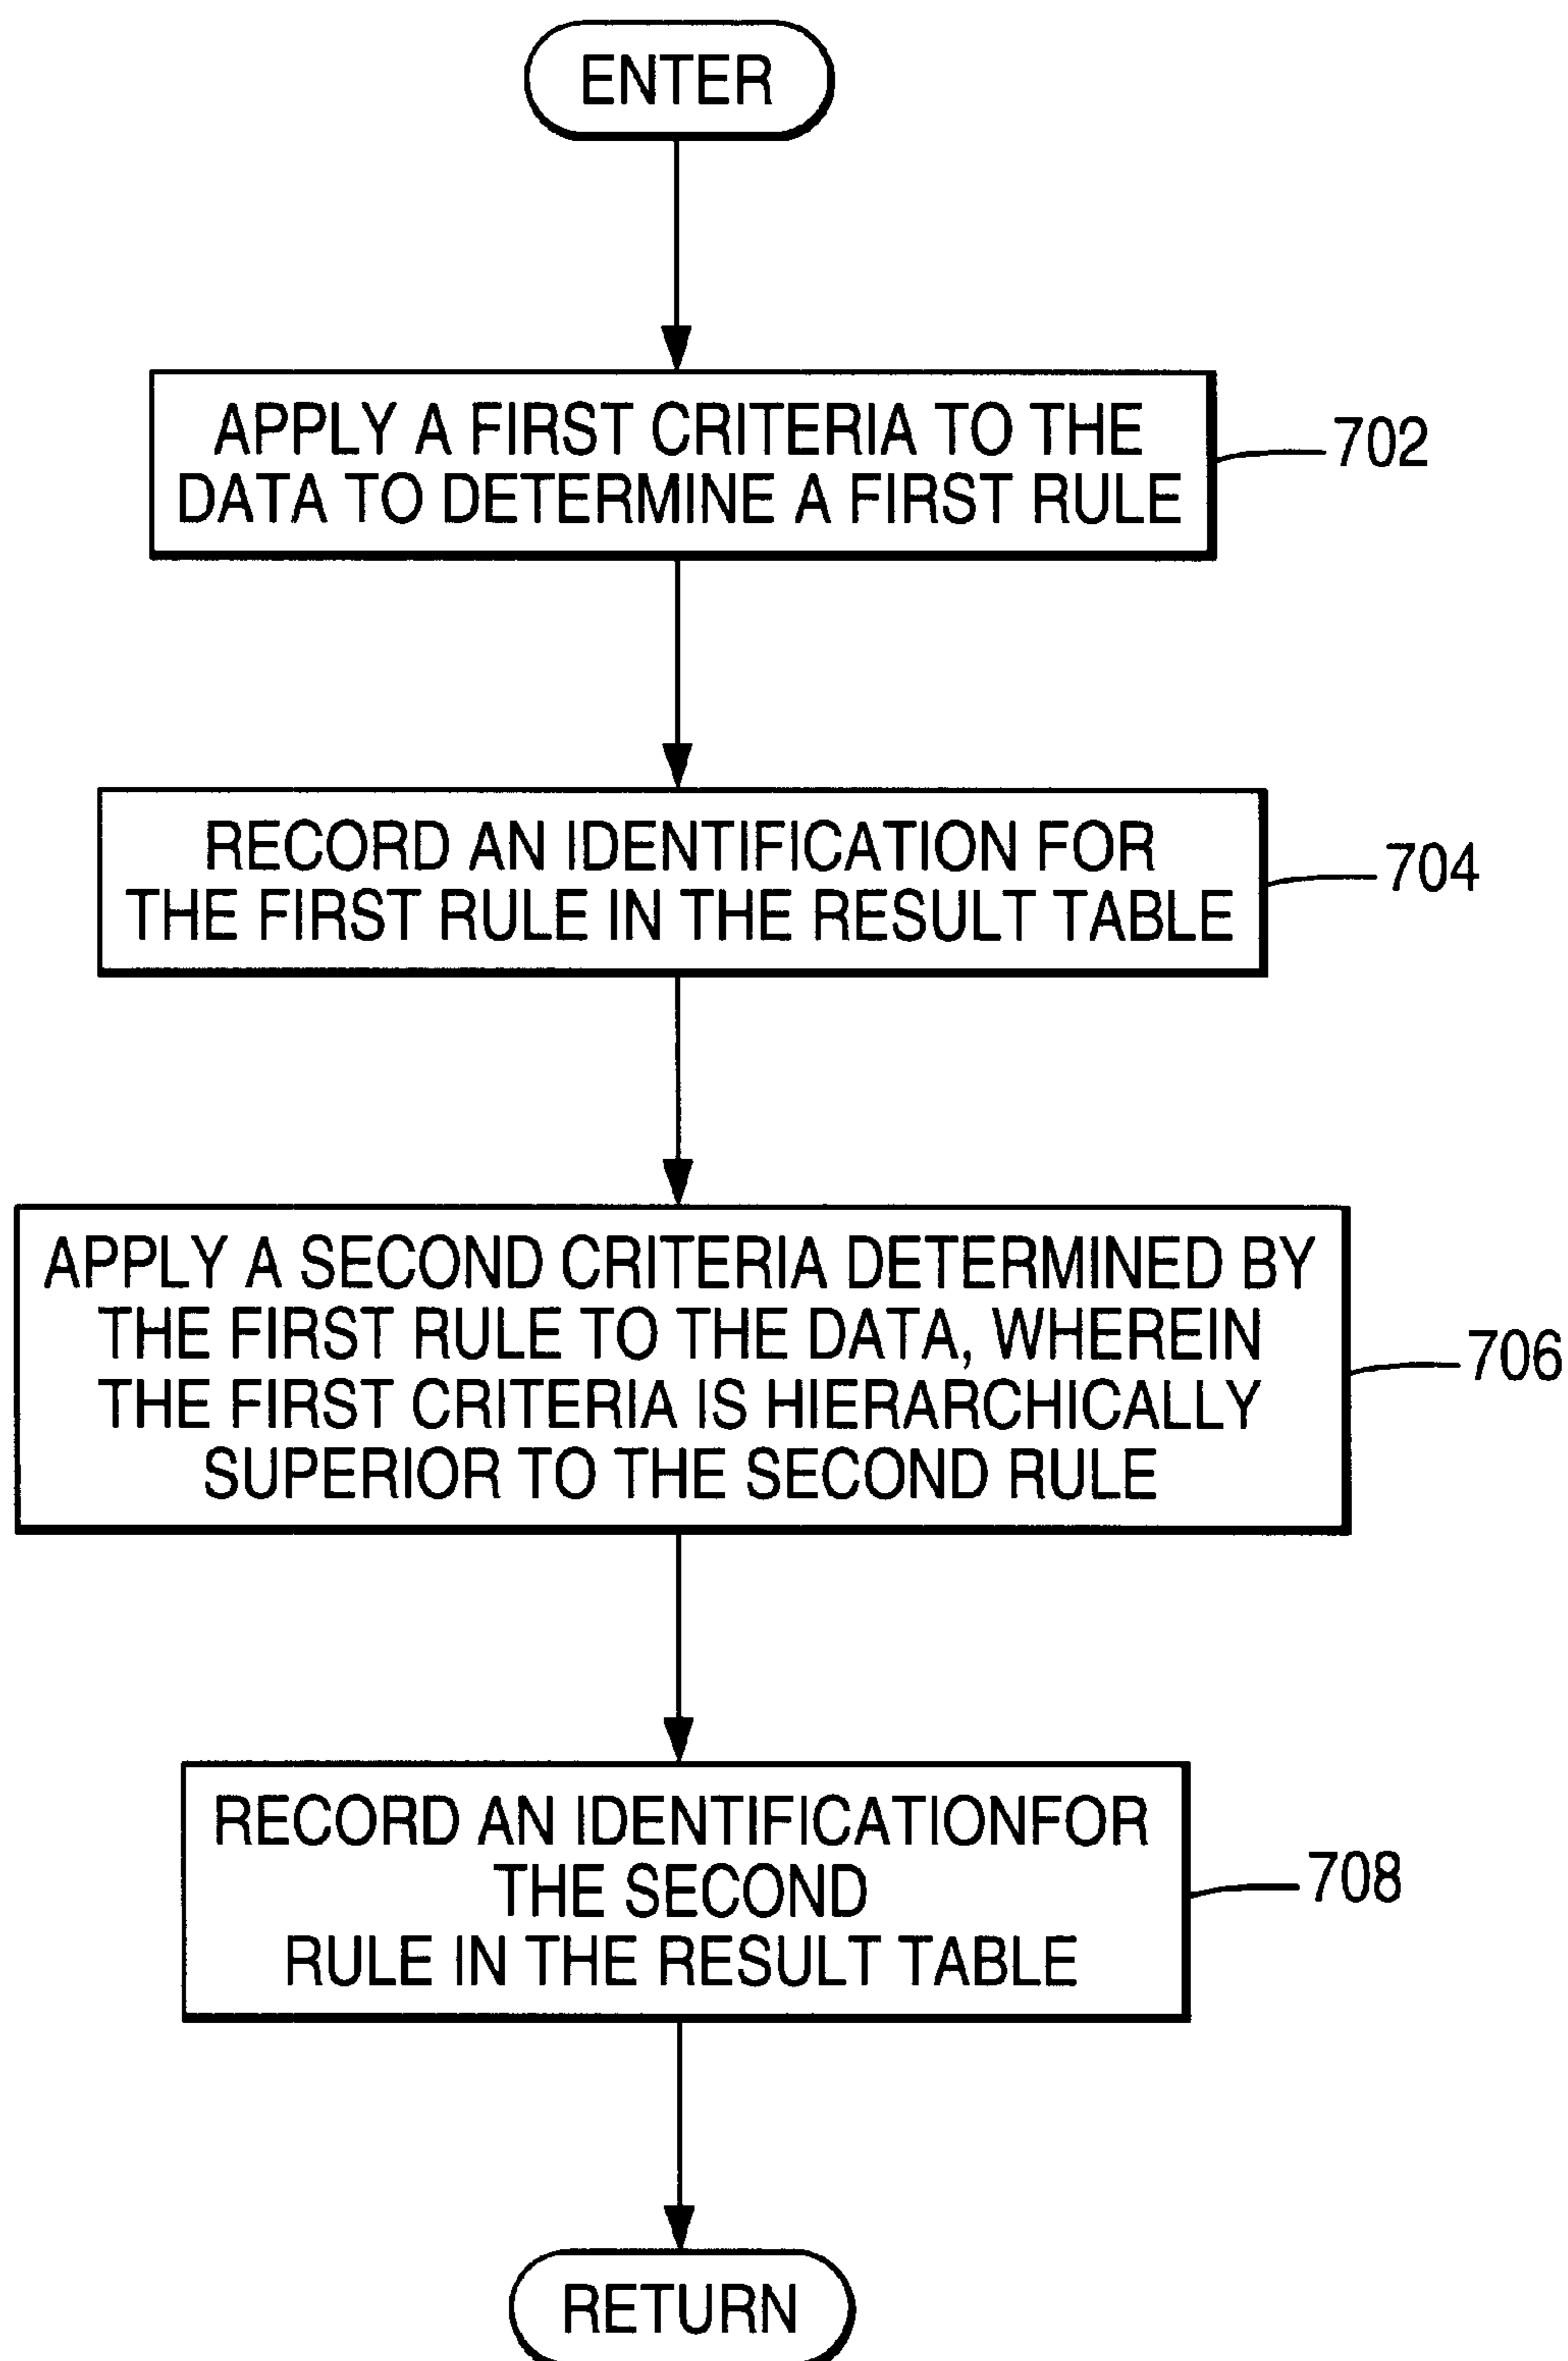 ENTER
APPLY A FIRST CRITERIA TO THE
DATA TO DETERMINE A FIRST RULE
702
RECORD AN IDENTIFICATION FOR
THE FIRST RULE IN THE RESULT TABLE
704
APPLY A SECOND CRITERIA DETERMINED BY
THE FIRST RULE TO THE DATA, WHEREIN
THE FIRST CRITERIA IS HIERARCHICALLY
SUPERIOR TO THE SECOND RULE
706
RECORD AN IDENTIFICATIONFOR
THE SECOND
RULE IN THE RESULT TABLE
708
RETURN